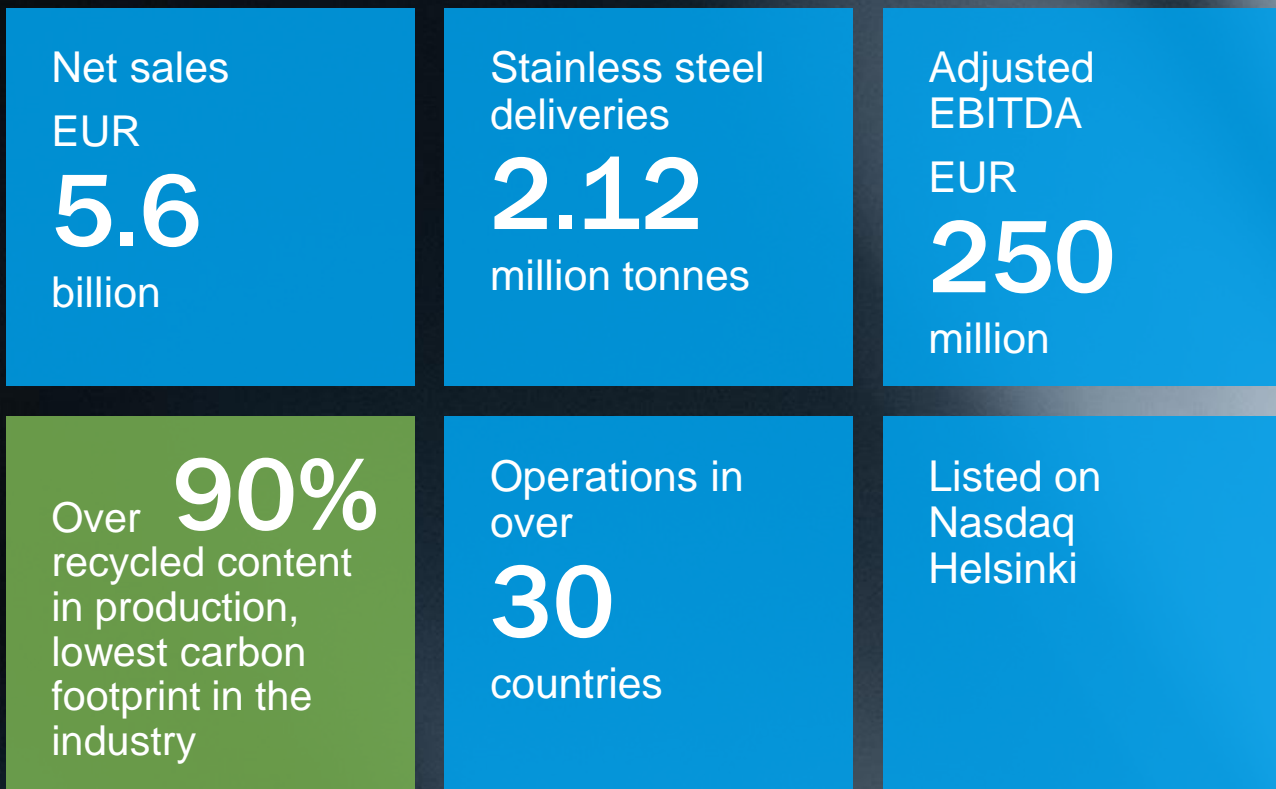 Net sales
EUR
5.6
billion
Stainless steel
deliveries
2.12
million tonnes
Adjusted
EBITDA
EUR
250
million
Over 90%
recycled content
in production,
lowest carbon
footprint in the
industry
Operations in
over
30
countries
Listed on
Nasdaq
Helsinki